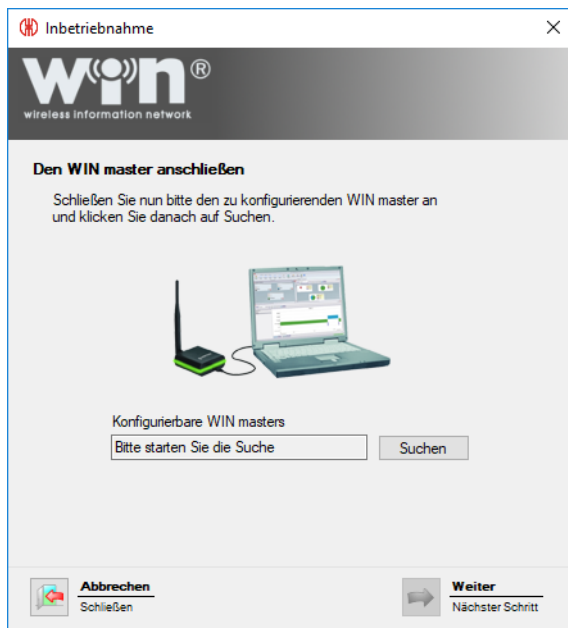 Inbetriebnahme
WIN®
wireless information network
Den WIN master anschließen
Schließen Sie nun bitte den zu konfigurierenden WIN master an
und klicken Sie danach auf Suchen.
Konfigurierbare WIN masters
Bitte starten Sie die Suche
Suchen
Abbrechen
Schließen
Weiter
Nächster Schritt